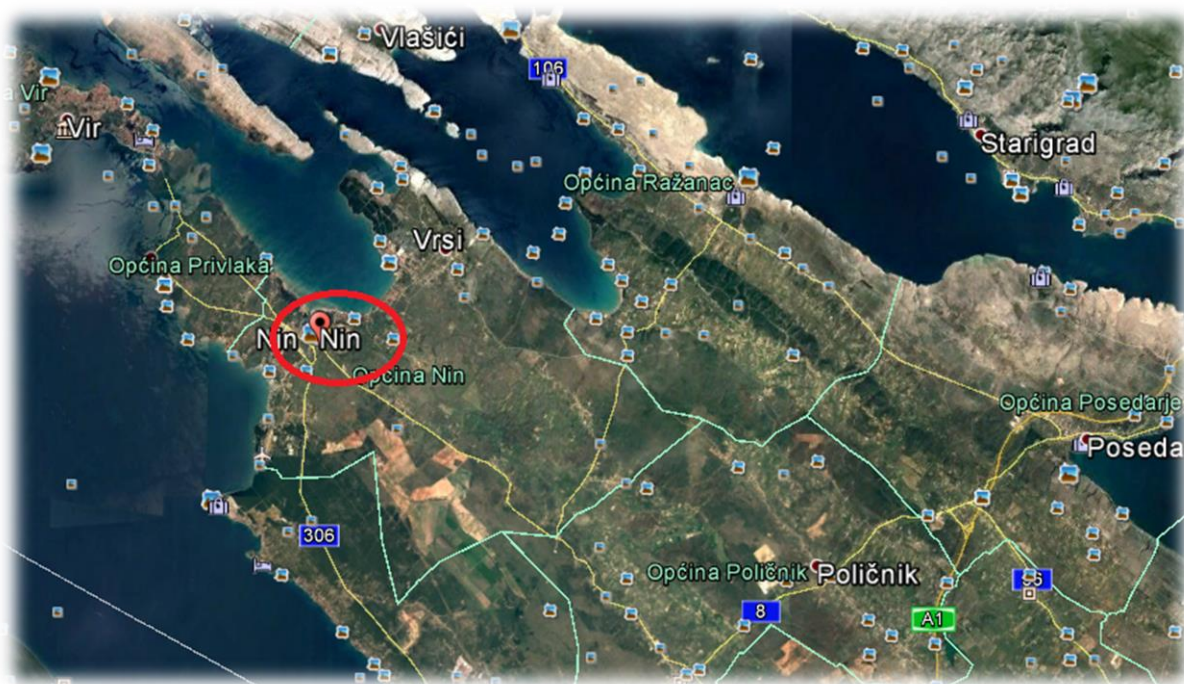 Vlašići
106
a Vir
Vir
Starigrad
Općina Ražanac
Vrsi
Općina Privlaka
Nin Nin
Općina Nin
Općina Posedarje
Poseda
306
Općina Poličnik Poličnik
8
A1